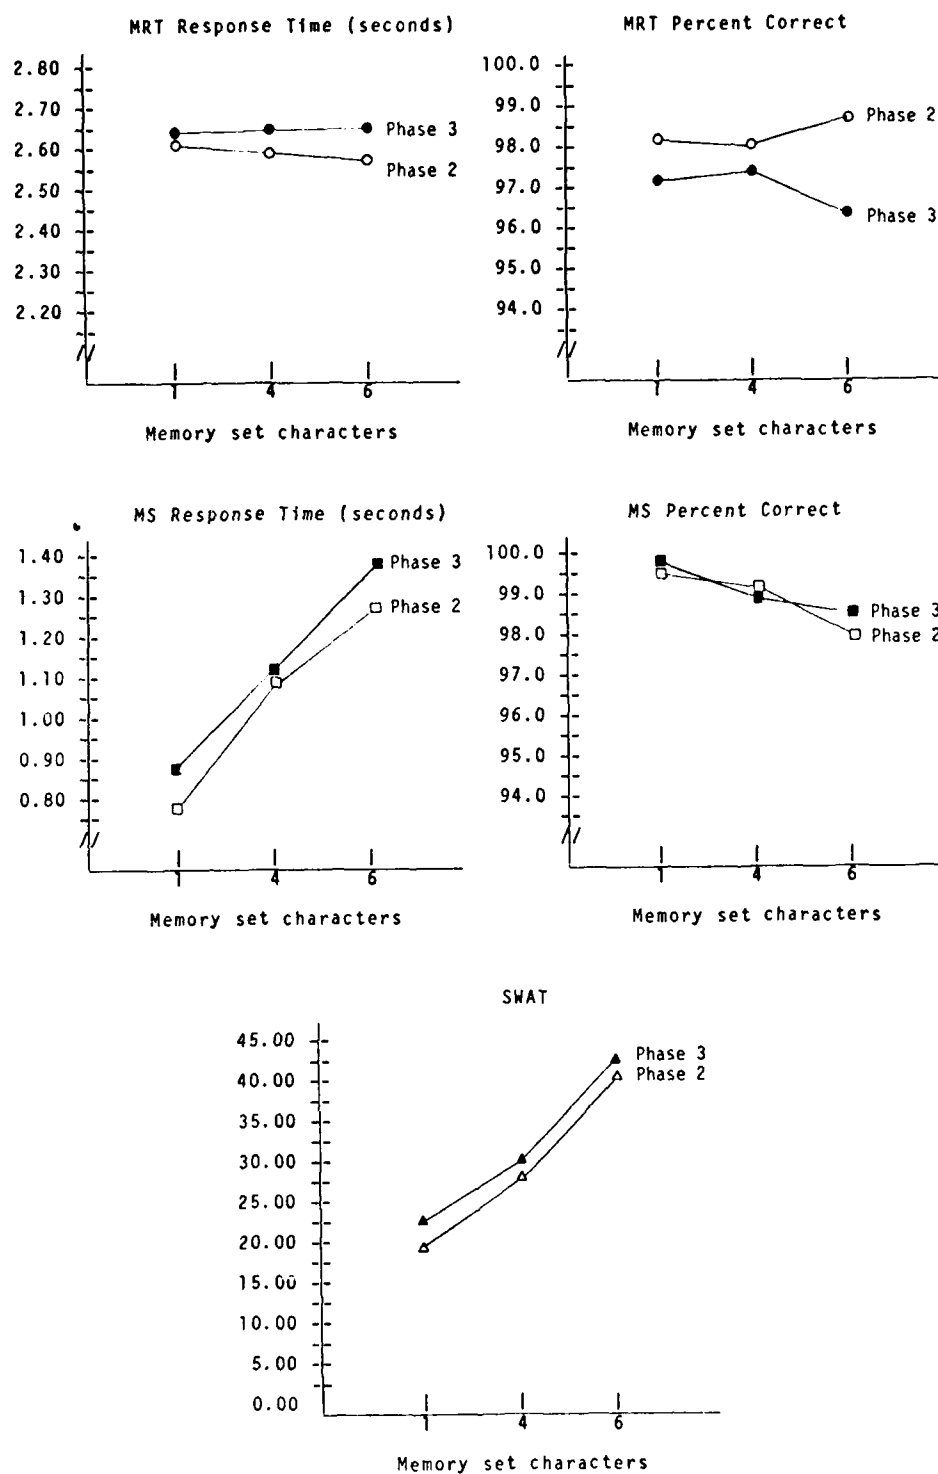 MRT Response Time (seconds)
2.80
2.70
2.60
2.50
2.40
2.30
2.20
Phase 3
Phase 2
1 4 6
Memory set characters
MRT Percent Correct
100.0
99.0
98.0
97.0
96.0
95.0
94.0
Phase 2
Phase 3
1 4 6
Memory set characters
MS Response Time (seconds)
1.40
1.30
1.20
1.10
1.00
0.90
0.80
Phase 3
Phase 2
1 4 6
Memory set characters
MS Percent Correct
100.0
99.0
98.0
97.0
96.0
95.0
94.0
Phase 3
Phase 2
1 4 6
Memory set characters
SWAT
45.00
40.00
35.00
30.00
25.00
20.00
15.00
10.00
5.00
0.00
Phase 3
Phase 2
1 4 6
Memory set characters